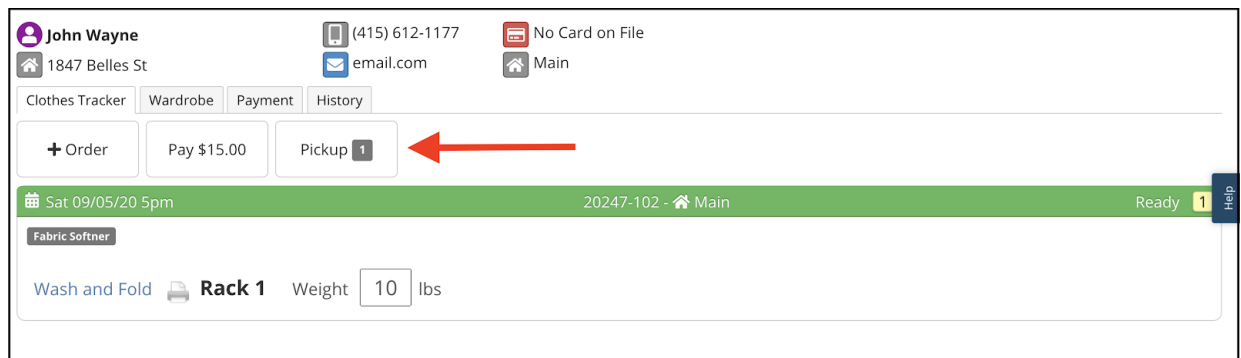 John Wayne (415) 612-1177 No Card on File
1847 Belles St email.com Main
Clothes Tracker Wardrobe Payment History
+ Order Pay $15.00 Pickup 1
Sat 09/05/20 5pm 20247-102 - Main Ready 1
Help
Fabric Softner
Wash and Fold Rack 1 Weight 10 lbs